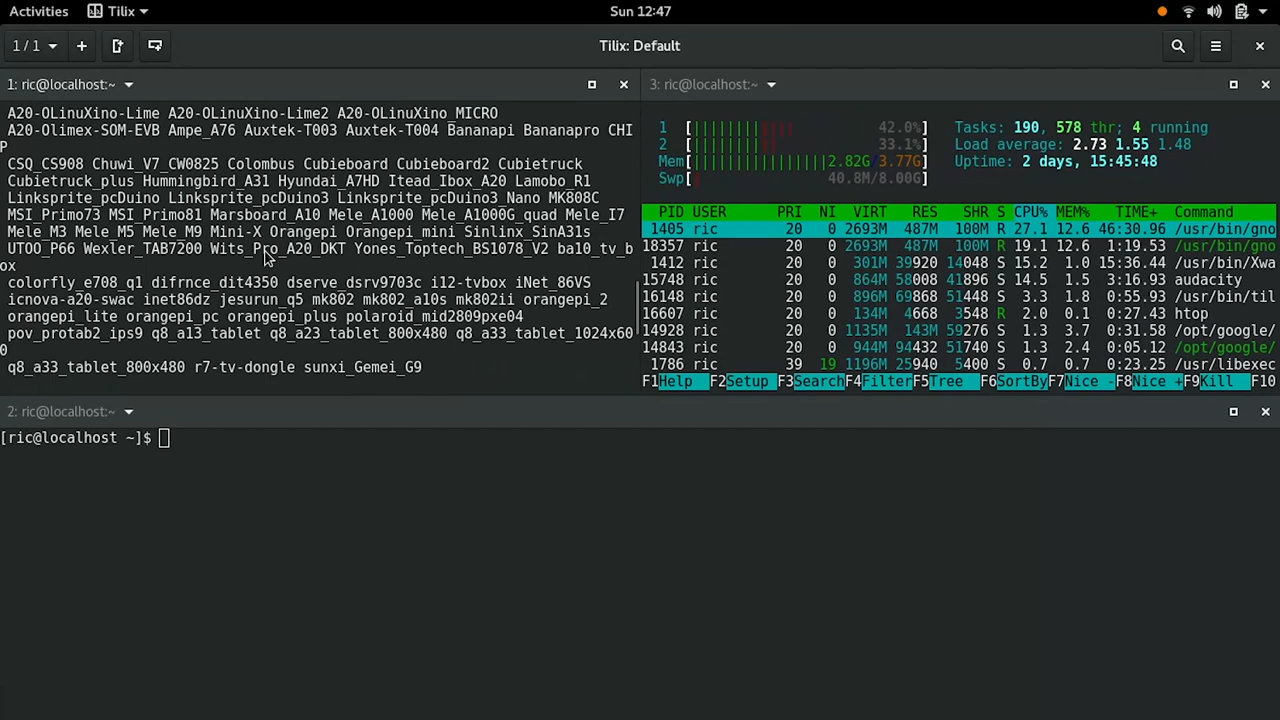 Activities Tilix Sun 12:47
1 / 1 Tilix: Default
1: ric@localhost:~
A20-OLinuXino-Lime A20-OLinuXino-Lime2 A20-OLinuXino_MICRO
A20-Olimex-SOM-EVB Ampe_A76 Auxtek-T003 Auxtek-T004 Bananapi Bananapro CHI
P
CSQ_CS908 Chuwi_V7_CW0825 Colombus Cubieboard Cubieboard2 Cubietruck
Cubietruck_plus Hummingbird_A31 Hyundai_A7HD Itead_Ibox_A20 Lamobo_R1
Linksprite_pcDuino Linksprite_pcDuino3 Linksprite_pcDuino3_Nano MK808C
MSI_Primo73 MSI_Primo81 Marsboard_A10 Mele_A1000 Mele_A1000G_quad Mele_I7
Mele_M3 Mele_M5 Mele_M9 Mini-X Orangepi Orangepi_mini Sinlinx_SinA31s
UTOO_P66 Wexler_TAB7200 Wits_Pro_A20_DKT Yones_Toptech_BS1078_V2 ba10_tv_b
ox
colorfly_e708_q1 difrnce_dit4350 dserve_dsrv9703c i12-tvbox iNet_86VS
icnova-a20-swac inet86dz jesurun_q5 mk802 mk802_a10s mk802ii orangepi_2
orangepi_lite orangepi_pc orangepi_plus polaroid_mid2809pxe04
pov_protab2_ips9 q8_a13_tablet q8_a23_tablet_800x480 q8_a33_tablet_1024x60
0
q8_a33_tablet_800x480 r7-tv-dongle sunxi_Gemei_G9
3: ric@localhost:~
1 [||||||||||||| 42.0%] Tasks: 190, 578 thr; 4 running
2 [|||||||||| 33.1%] Load average: 2.73 1.55 1.48
Mem[||||||||||||||||2.82G/3.77G] Uptime: 2 days, 15:45:48
Swp[| 40.8M/8.00G]
PID USER PRI NI VIRT RES SHR S CPU% MEM% TIME+ Command
1405 ric 20 0 2693M 487M 100M R 27.1 12.6 46:30.96 /usr/bin/gno
18357 ric 20 0 2693M 487M 100M R 19.1 12.6 1:19.53 /usr/bin/gno
1412 ric 20 0 301M 39920 14048 S 15.2 1.0 15:36.44 /usr/bin/Xwa
15748 ric 20 0 864M 58008 41896 S 14.5 1.5 3:16.93 audacity
16148 ric 20 0 896M 69868 51448 S 3.3 1.8 0:55.93 /usr/bin/til
16607 ric 20 0 134M 4668 3548 R 2.0 0.1 0:27.43 htop
14928 ric 20 0 1135M 143M 59276 S 1.3 3.7 0:31.58 /opt/google/
14843 ric 20 0 944M 94432 51740 S 1.3 2.4 0:05.12 /opt/google/
1786 ric 39 19 1196M 25940 5400 S 0.7 0.7 0:23.25 /usr/libexec
F1Help F2Setup F3SearchF4FilterF5Tree F6SortByF7Nice -F8Nice +F9Kill F10
2: ric@localhost:~
[ric@localhost ~]$